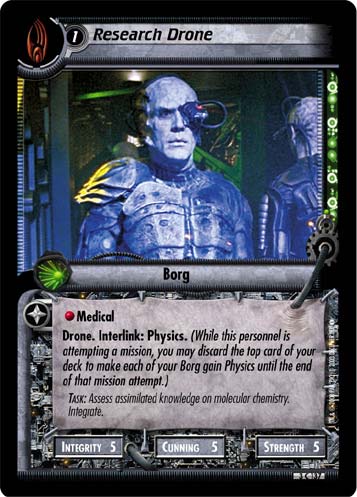 1 Research Drone
Borg
Medical
Drone. Interlink: Physics. (While this personnel is
attempting a mission, you may discard the top card of your
deck to make each of your Borg gain Physics until the
end of that mission attempt.)
TASK: Assess assimilated knowledge on molecular chemistry.
Integrate.
INTEGRITY 5
CUNNING 5
STRENGTH 5